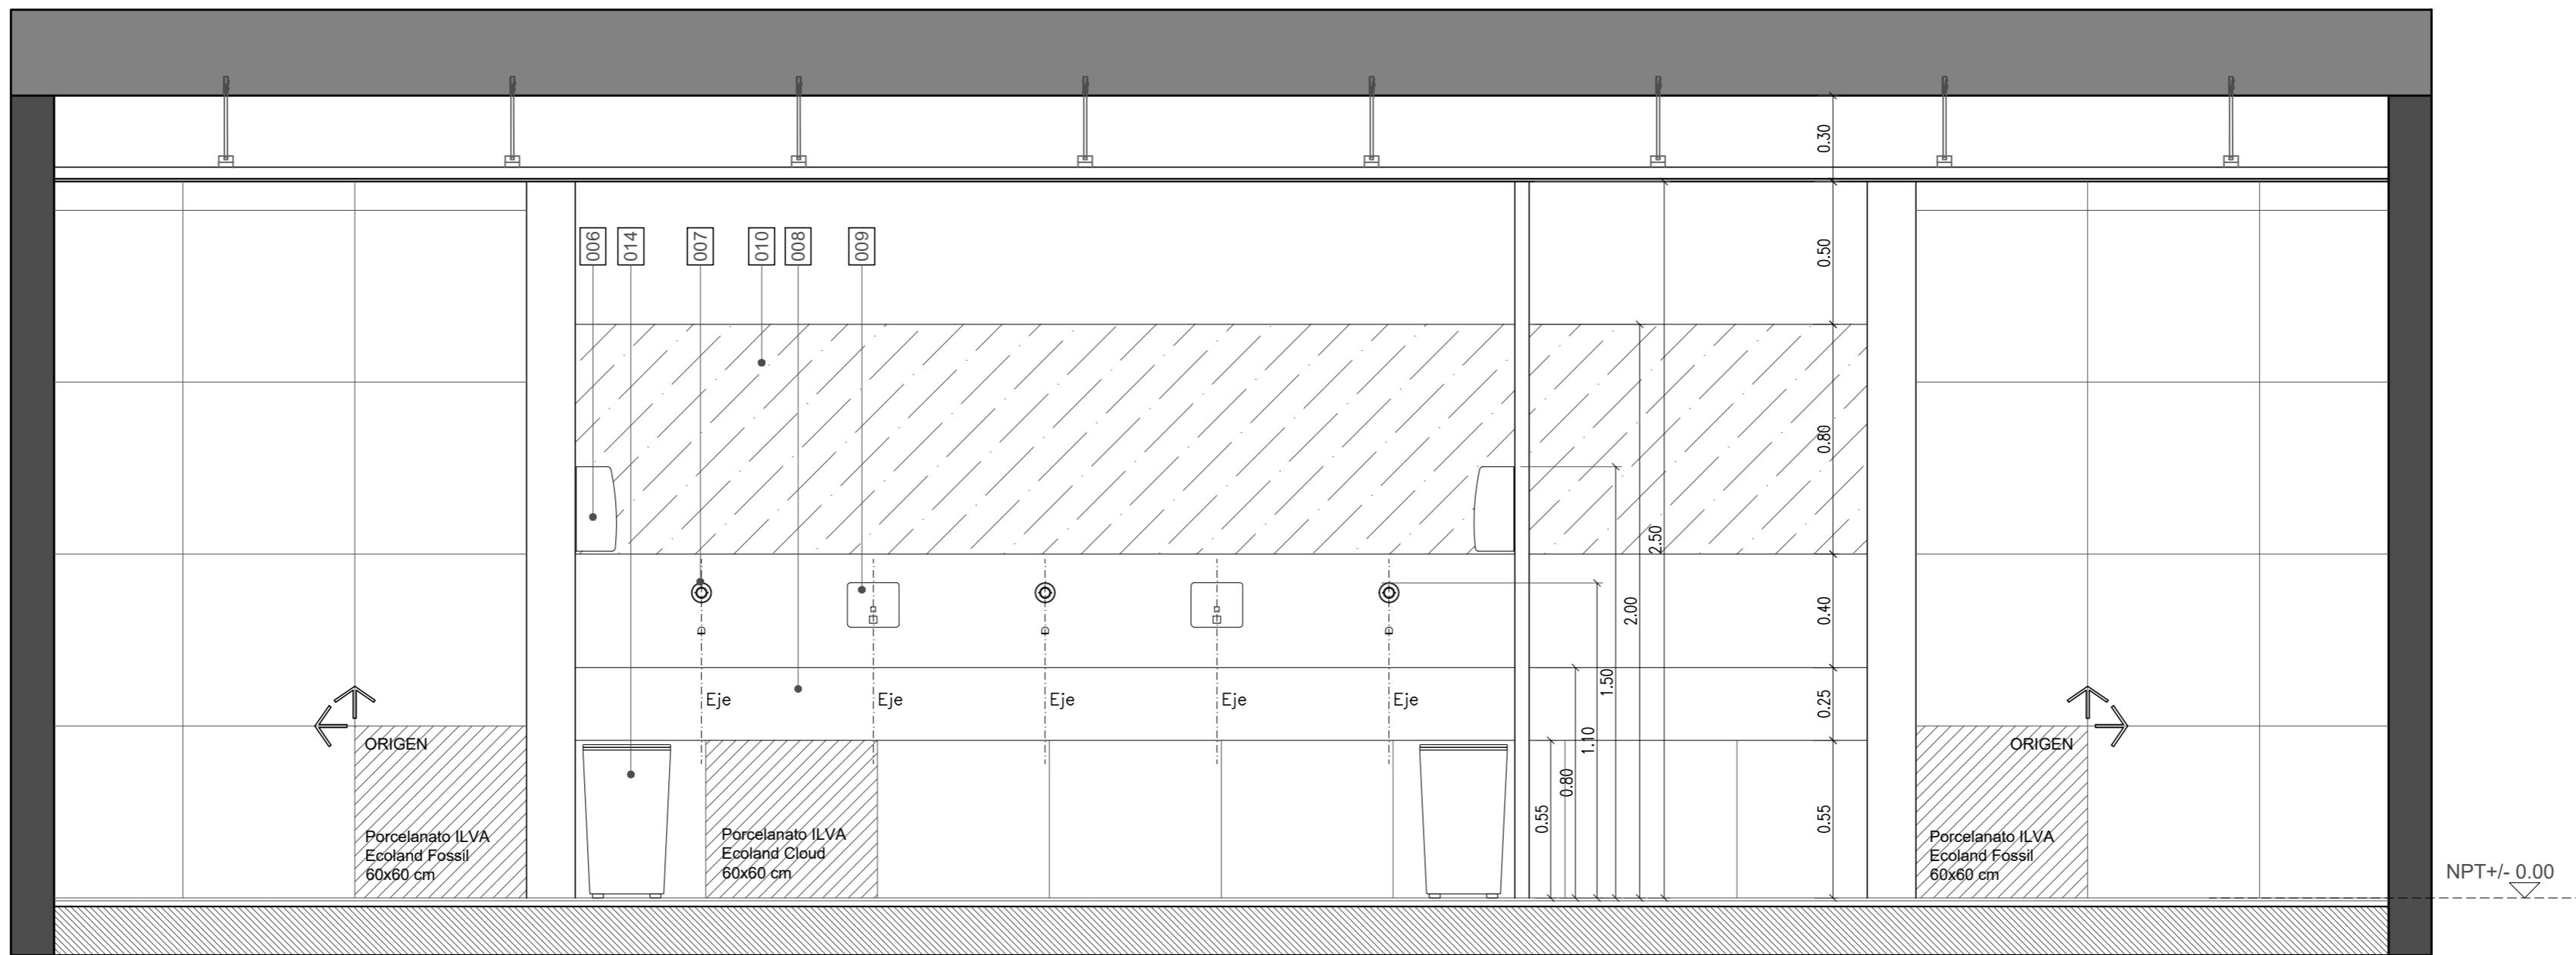 0.30
006
014
007
010
008
009
0.50
0.80
2.50
2.00
0.40
1.50
Eje
Eje
Eje
Eje
Eje
0.25
1.10
0.80
0.55
0.55
ORIGEN
Porcelanato ILVA
Ecoland Fossil
60x60 cm
Porcelanato ILVA
Ecoland Cloud
60x60 cm
ORIGEN
Porcelanato ILVA
Ecoland Fossil
60x60 cm
NPT+/- 0.00